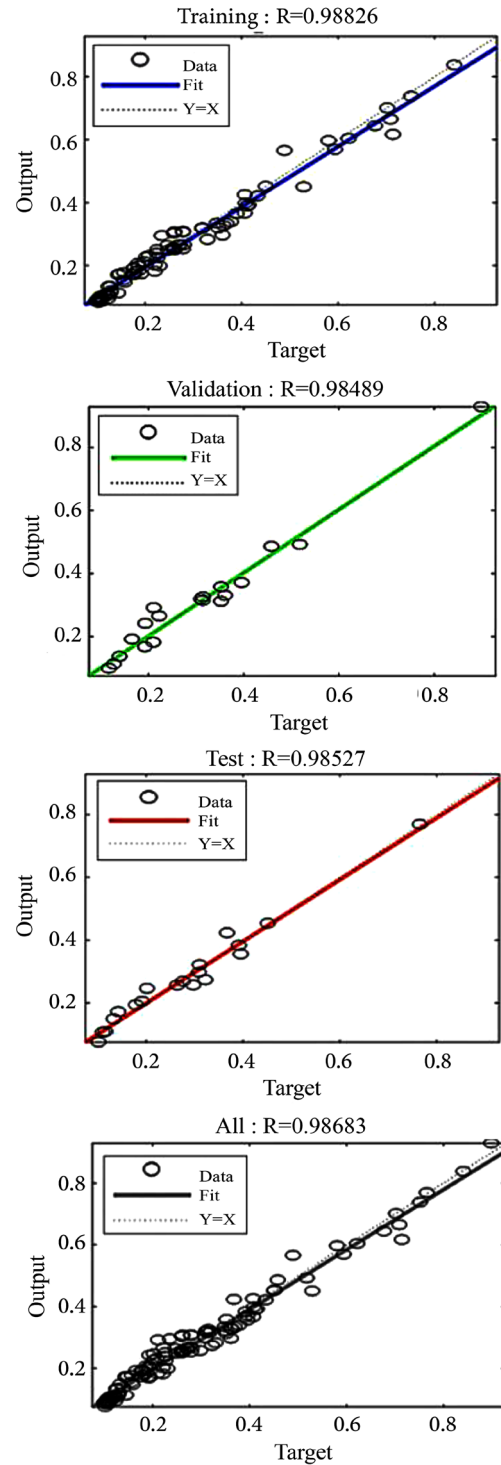 Training : R=0.98826
Data
Fit
Y=X
Output
0.8
0.6
0.4
0.2
0.2 0.4 0.6 0.8
Target
Validation : R=0.98489
Data
Fit
Y=X
Output
0.8
0.6
0.4
0.2
0.2 0.4 0.6 0.8
Target
Test : R=0.98527
Data
Fit
Y=X
Output
0.8
0.6
0.4
0.2
0.2 0.4 0.6 0.8
Target
All : R=0.98683
Data
Fit
Y=X
Output
0.8
0.6
0.4
0.2
0.2 0.4 0.6 0.8
Target